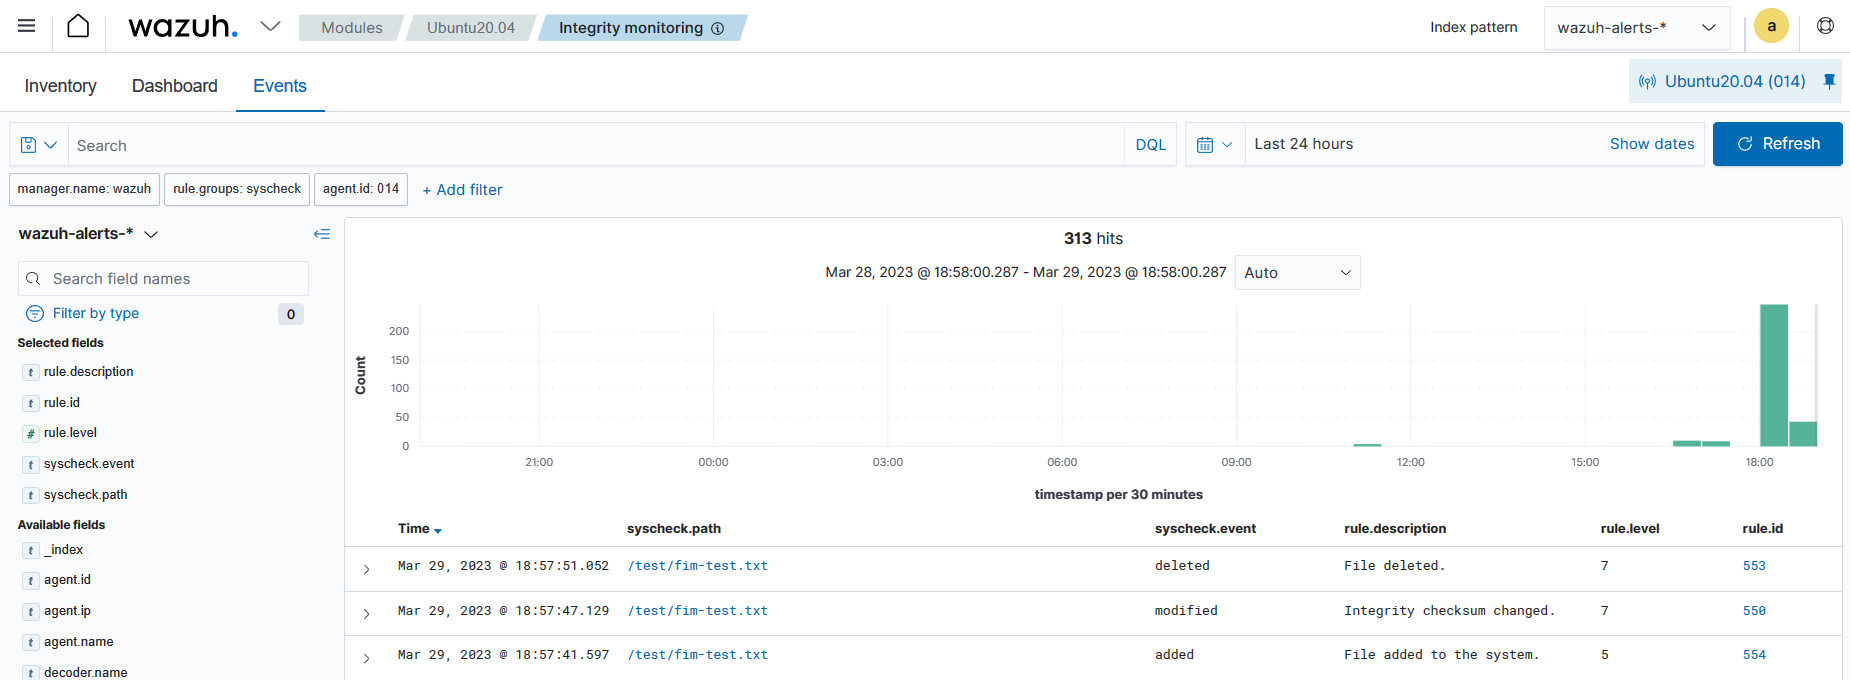 wazuh.
Modules
Ubuntu20.04
Integrity monitoring
Index pattern
wazuh-alerts-*
a
Inventory
Dashboard
Events
Ubuntu20.04 (014)
Search
DQL
Last 24 hours
Show dates
Refresh
manager.name: wazuh
rule.groups: syscheck
agent.id: 014
+ Add filter
wazuh-alerts-*
Search field names
Filter by type
0
Selected fields
t rule.description
t rule.id
# rule.level
t syscheck.event
t syscheck.path
Available fields
t _index
t agent.id
t agent.ip
t agent.name
t decoder.name
313 hits
Mar 28, 2023 @ 18:58:00.287 - Mar 29, 2023 @ 18:58:00.287
Auto
Count
200
150
100
50
0
21:00
00:00
03:00
06:00
09:00
12:00
15:00
18:00
timestamp per 30 minutes
Time syscheck.path syscheck.event rule.description rule.level rule.id
Mar 29, 2023 @ 18:57:51.052 /test/fim-test.txt deleted File deleted. 7 553
Mar 29, 2023 @ 18:57:47.129 /test/fim-test.txt modified Integrity checksum changed. 7 550
Mar 29, 2023 @ 18:57:41.597 /test/fim-test.txt added File added to the system. 5 554